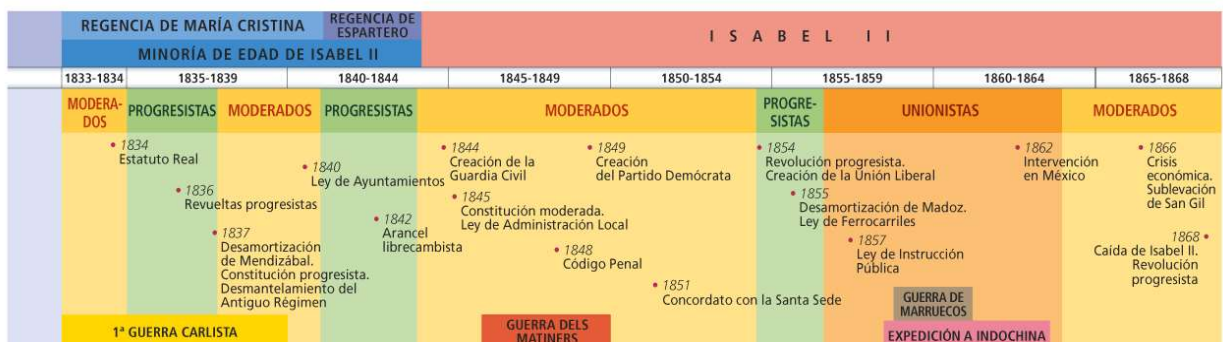 REGENCIA DE MARÍA CRISTINA
REGENCIA DE
ESPARTERO
MINORÍA DE EDAD DE ISABEL II
ISABEL II
1833-1834
1835-1839
1840-1844
1845-1849
1850-1854
1855-1859
1860-1864
1865-1868
MODERA-
DOS
PROGRESISTAS
MODERADOS
PROGRESISTAS
MODERADOS
PROGRE-
SISTAS
UNIONISTAS
MODERADOS
• 1834
Estatuto Real
• 1836
Revueltas progresistas
• 1837
Desamortización
de Mendizábal.
Constitución progresista.
Desmantelamiento del
Antiguo Régimen
• 1840
Ley de Ayuntamientos
• 1842
Arancel
librecambista
• 1844
Creación de la
Guardia Civil
• 1845
Constitución moderada.
Ley de Administración Local
• 1849
Creación
del Partido Demócrata
• 1848
Código Penal
• 1851
Concordato con la Santa Sede
• 1854
Revolución progresista.
Creación de la Unión Liberal
• 1855
Desamortización de Madoz.
Ley de Ferrocarriles
• 1857
Ley de Instrucción
Pública
• 1862
Intervención
en México
• 1866
Crisis
económica.
Sublevación
de San Gil
1868 •
Caída de Isabel II.
Revolución
progresista
1ª GUERRA CARLISTA
GUERRA DELS
MATINERS
GUERRA DE
MARRUECOS
EXPEDICIÓN A INDOCHINA